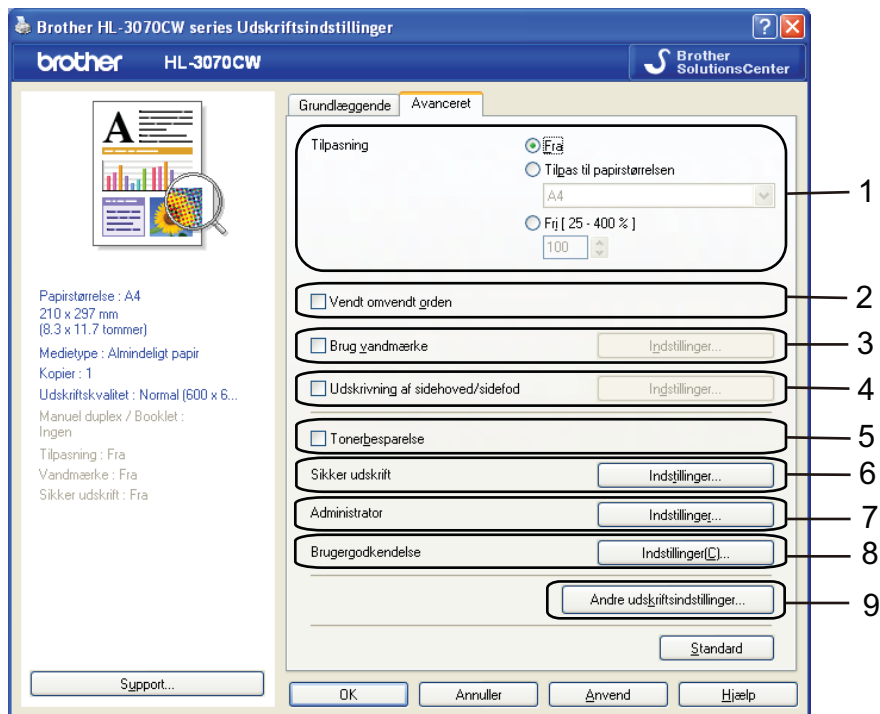 Brother HL-3070CW series Udskriftsindstillinger
brother HL-3070CW
Brother
SolutionsCenter
A
Papirstørrelse : A4
210 x 297 mm
(8.3 x 11.7 tommer)
Medietype : Almindeligt papir
Kopier : 1
Udskriftskvalitet : Normal (600 x 6...
Manuel duplex / Booklet :
Ingen
Tilpasning : Fra
Vandmærke : Fra
Sikker udskrift : Fra
Support...
Grundlæggende Avanceret
Tilpasning Fra
Tilpas til papirstørrelsen
A4
Fri [ 25 - 400 % ]
100
1
Vendt omvendt orden 2
Brug vandmærke Indstillinger... 3
Udskrivning af sidehoved/sidefod Indstillinger... 4
Tonerbesparelse 5
Sikker udskrift Indstillinger... 6
Administrator Indstillinger... 7
Brugergodkendelse Indstillinger(C)... 8
Andre udskriftsindstillinger... 9
Standard
OK Annuller Anvend Hjælp